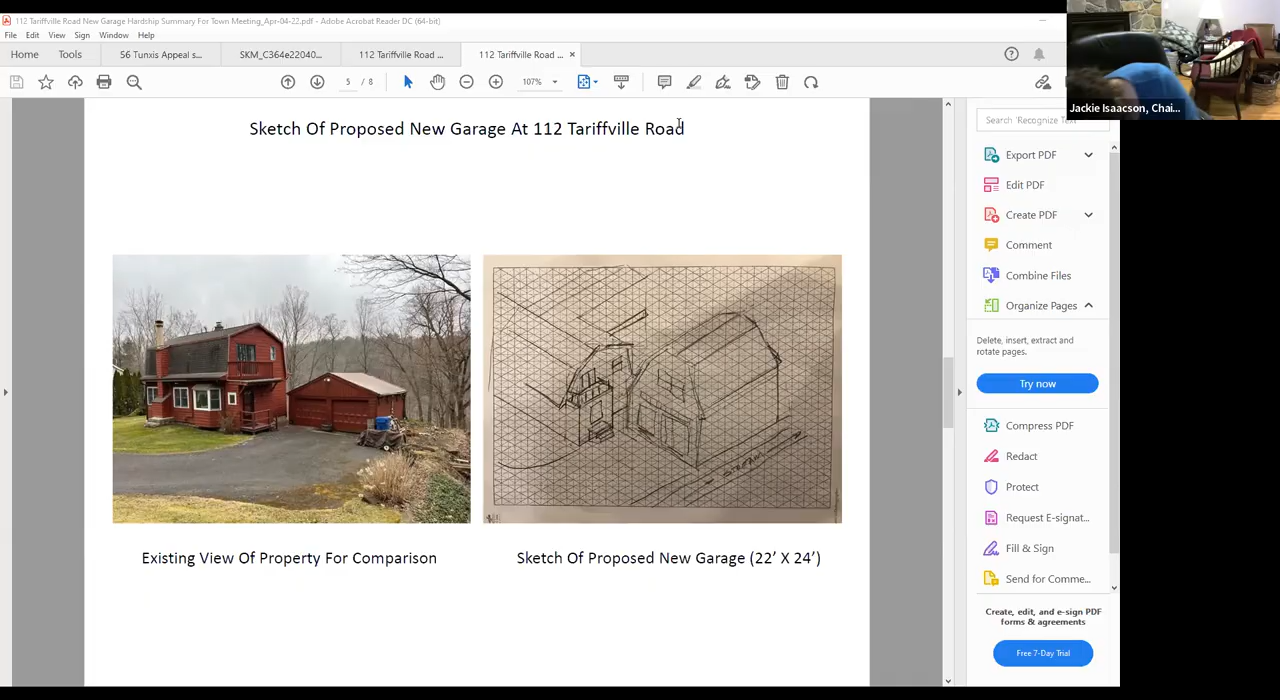 112 Tariffville Road New Garage Hardship Summary For Town Meeting_Apr-04-22.pdf - Adobe Acrobat Reader DC (64-bit)
File Edit View Sign Window Help
Home Tools 56 Tunxis Appeal s... SKM_C364e22040... 112 Tariffville Road ... 112 Tariffville Road ... ×
5 / 8 107%
Jackie Isaacson, Chai...
Sketch Of Proposed New Garage At 112 Tariffville Road
STREAM
Existing View Of Property For Comparison
Sketch Of Proposed New Garage (22’ X 24’)
Search 'Recognize Text
Export PDF
Edit PDF
Create PDF
Comment
Combine Files
Organize Pages
Delete, insert, extract and
rotate pages.
Try now
Compress PDF
Redact
Protect
Request E-signat...
Fill & Sign
Send for Comme...
Create, edit, and e-sign PDF
forms & agreements
Free 7-Day Trial